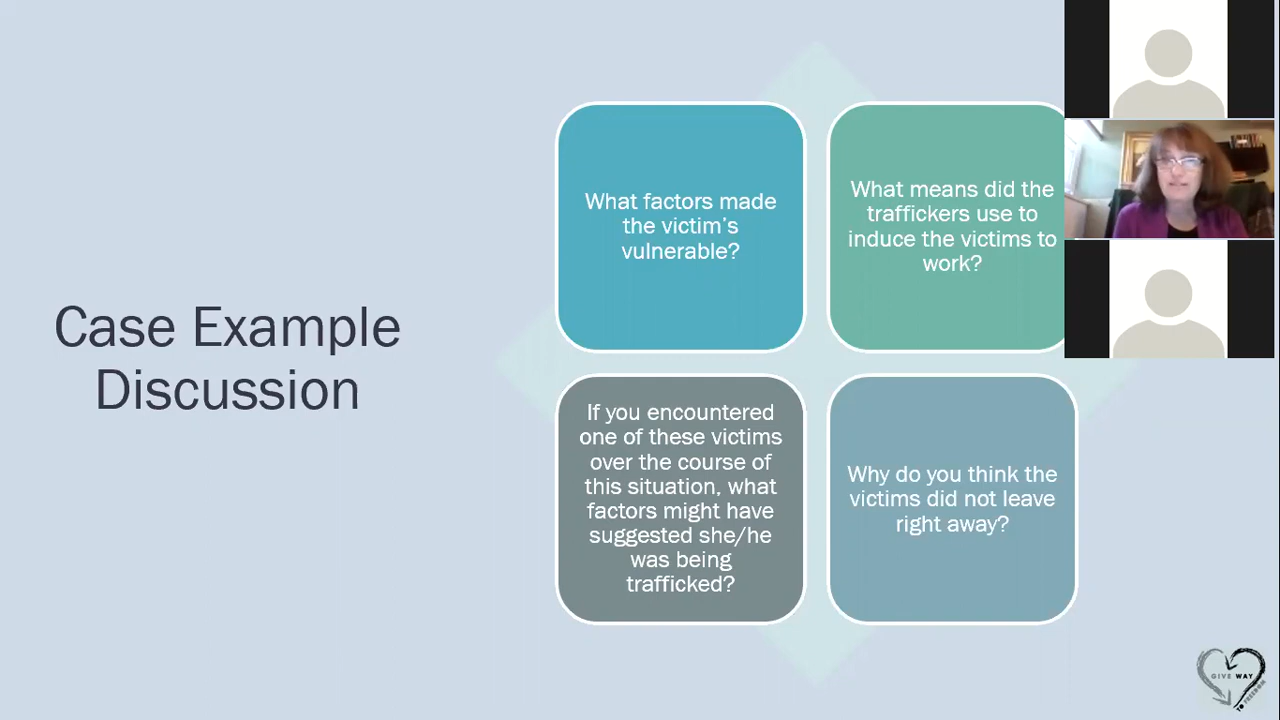 Case Example
Discussion
What factors made
the victim's
vulnerable?
What means did the
traffickers use to
induce the victims to
work?
If you encountered
one of these victims
over the course of
this situation, what
factors might have
suggested she/he
was being
trafficked?
Why do you think the
victims did not leave
right away?
GIVE WAY
TO FREEDOM